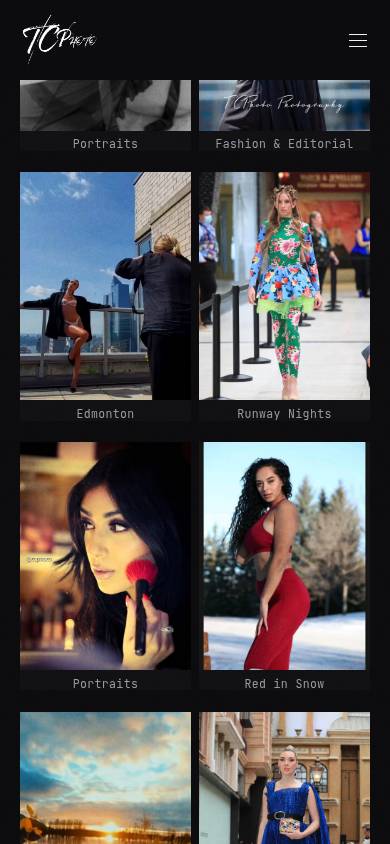 TCPhoto
Portraits
TCPhoto Photography
Fashion & Editorial
Edmonton
Runway Nights
Portraits
Red in Snow